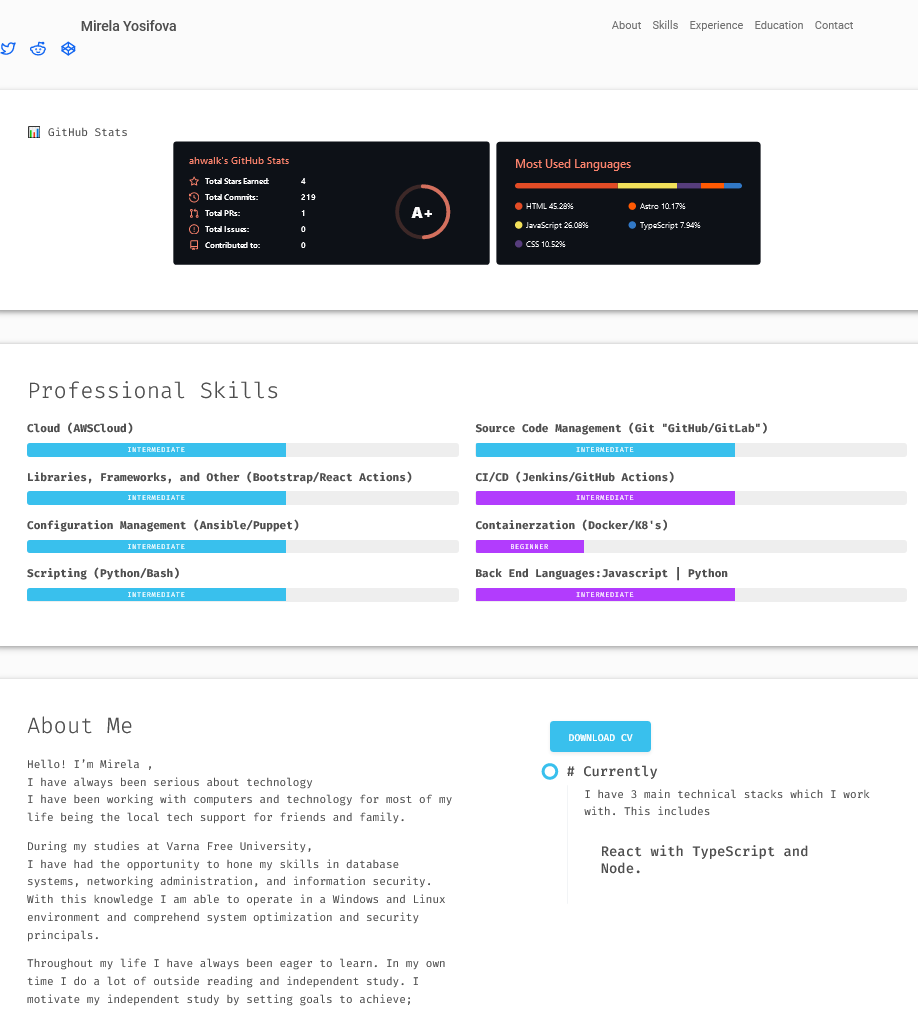 Mirela Yosifova
About Skills Experience Education Contact
📊 GitHub Stats
ahwalk's GitHub Stats
Total Stars Earned: 4
Total Commits: 219
Total PRs: 1
Total Issues: 0
Contributed to: 0
A+
Most Used Languages
HTML 45.28%
Astro 10.17%
JavaScript 26.08%
TypeScript 7.94%
CSS 10.52%
Professional Skills
Cloud (AWSCloud)
INTERMEDIATE
Source Code Management (Git "GitHub/GitLab")
INTERMEDIATE
Libraries, Frameworks, and Other (Bootstrap/React Actions)
INTERMEDIATE
CI/CD (Jenkins/GitHub Actions)
INTERMEDIATE
Configuration Management (Ansible/Puppet)
INTERMEDIATE
Containerzation (Docker/K8's)
BEGINNER
Scripting (Python/Bash)
INTERMEDIATE
Back End Languages:Javascript | Python
INTERMEDIATE
About Me
Hello! I'm Mirela ,
I have always been serious about technology
I have been working with computers and technology for most of my
life being the local tech support for friends and family.
During my studies at Varna Free University,
I have had the opportunity to hone my skills in database
systems, networking administration, and information security.
With this knowledge I am able to operate in a Windows and Linux
environment and comprehend system optimization and security
principals.
Throughout my life I have always been eager to learn. In my own
time I do a lot of outside reading and independent study. I
motivate my independent study by setting goals to achieve;
DOWNLOAD CV
# Currently
I have 3 main technical stacks which I work
with. This includes
React with TypeScript and
Node.